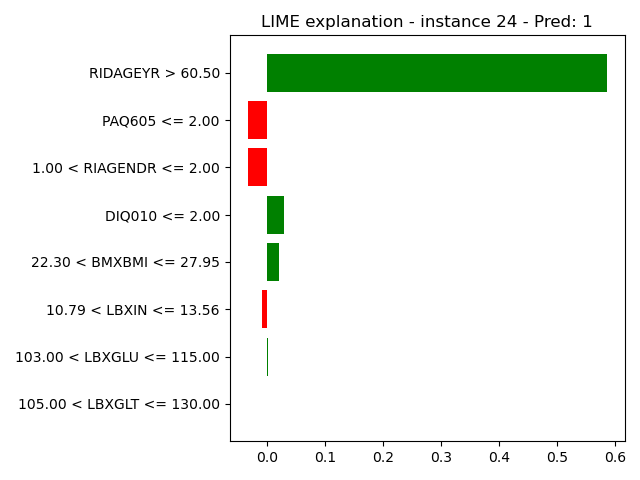 LIME explanation - instance 24 - Pred: 1
RIDAGEYR > 60.50
PAQ605 <= 2.00
1.00 < RIAGENDR <= 2.00
DIQ010 <= 2.00
22.30 < BMXBMI <= 27.95
10.79 < LBXIN <= 13.56
103.00 < LBXGLU <= 115.00
105.00 < LBXGLT <= 130.00
0.0 0.1 0.2 0.3 0.4 0.5 0.6